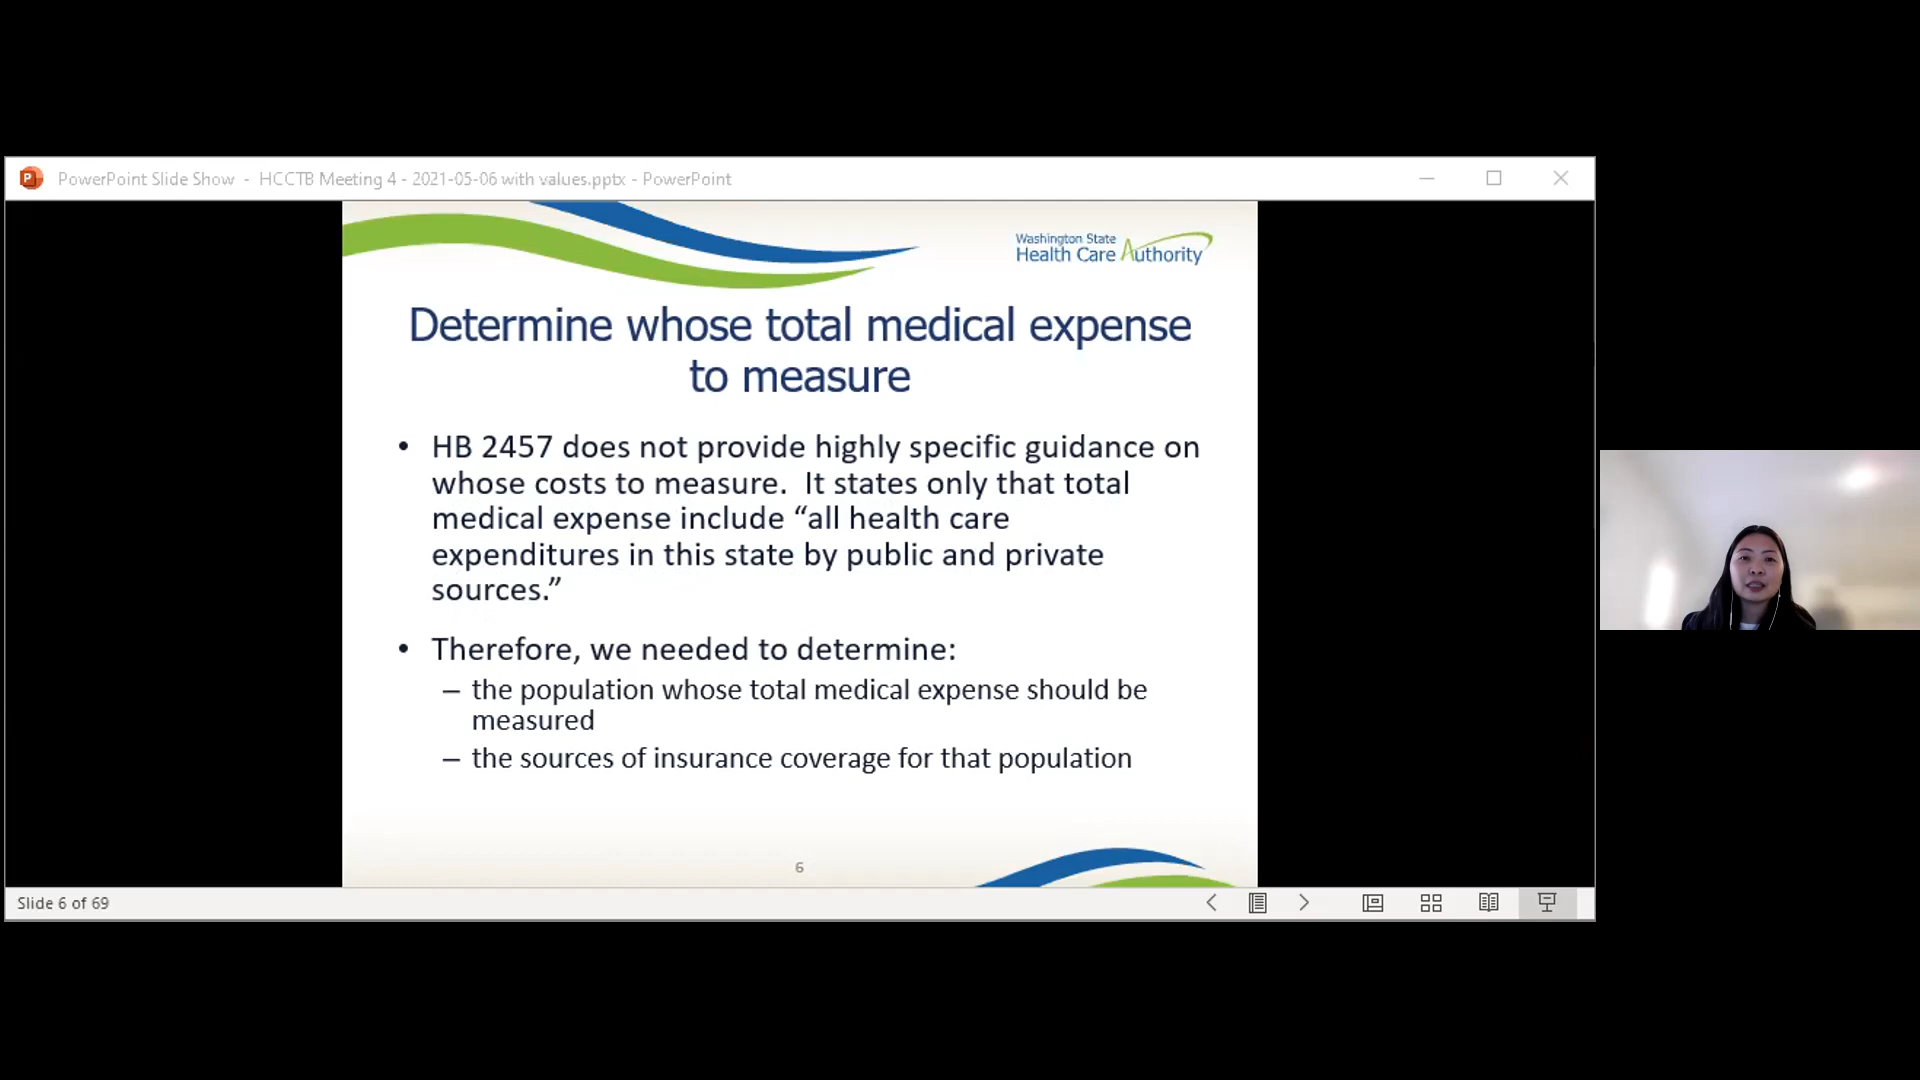 PowerPoint Slide Show - HCCTB Meeting 4 - 2021-05-06 with values.pptx - PowerPoint
Washington State
Health Care Authority
Determine whose total medical expense
to measure
• HB 2457 does not provide highly specific guidance on
whose costs to measure. It states only that total
medical expense include “all health care
expenditures in this state by public and private
sources.”
• Therefore, we needed to determine:
– the population whose total medical expense should be
measured
– the sources of insurance coverage for that population
6
Slide 6 of 69